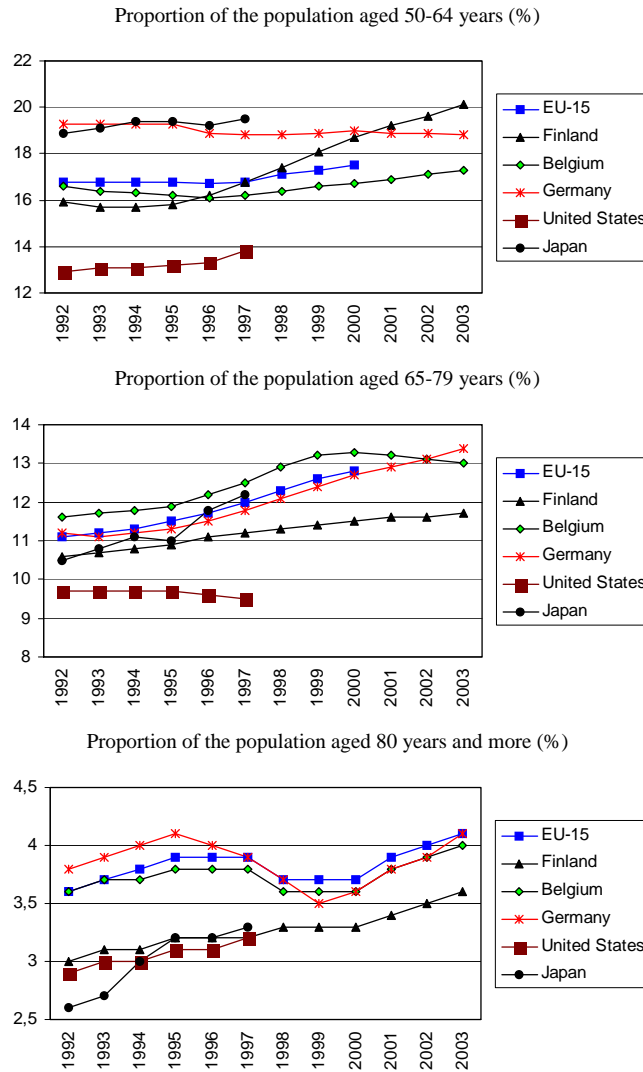 Proportion of the population aged 50-64 years (%)
22
20
18
16
14
12
1992 1993 1994 1995 1996 1997 1998 1999 2000 2001 2002 2003
EU-15
Finland
Belgium
Germany
United States
Japan
Proportion of the population aged 65-79 years (%)
14
13
12
11
10
9
8
1992 1993 1994 1995 1996 1997 1998 1999 2000 2001 2002 2003
EU-15
Finland
Belgium
Germany
United States
Japan
Proportion of the population aged 80 years and more (%)
4,5
4
3,5
3
2,5
1992 1993 1994 1995 1996 1997 1998 1999 2000 2001 2002 2003
EU-15
Finland
Belgium
Germany
United States
Japan